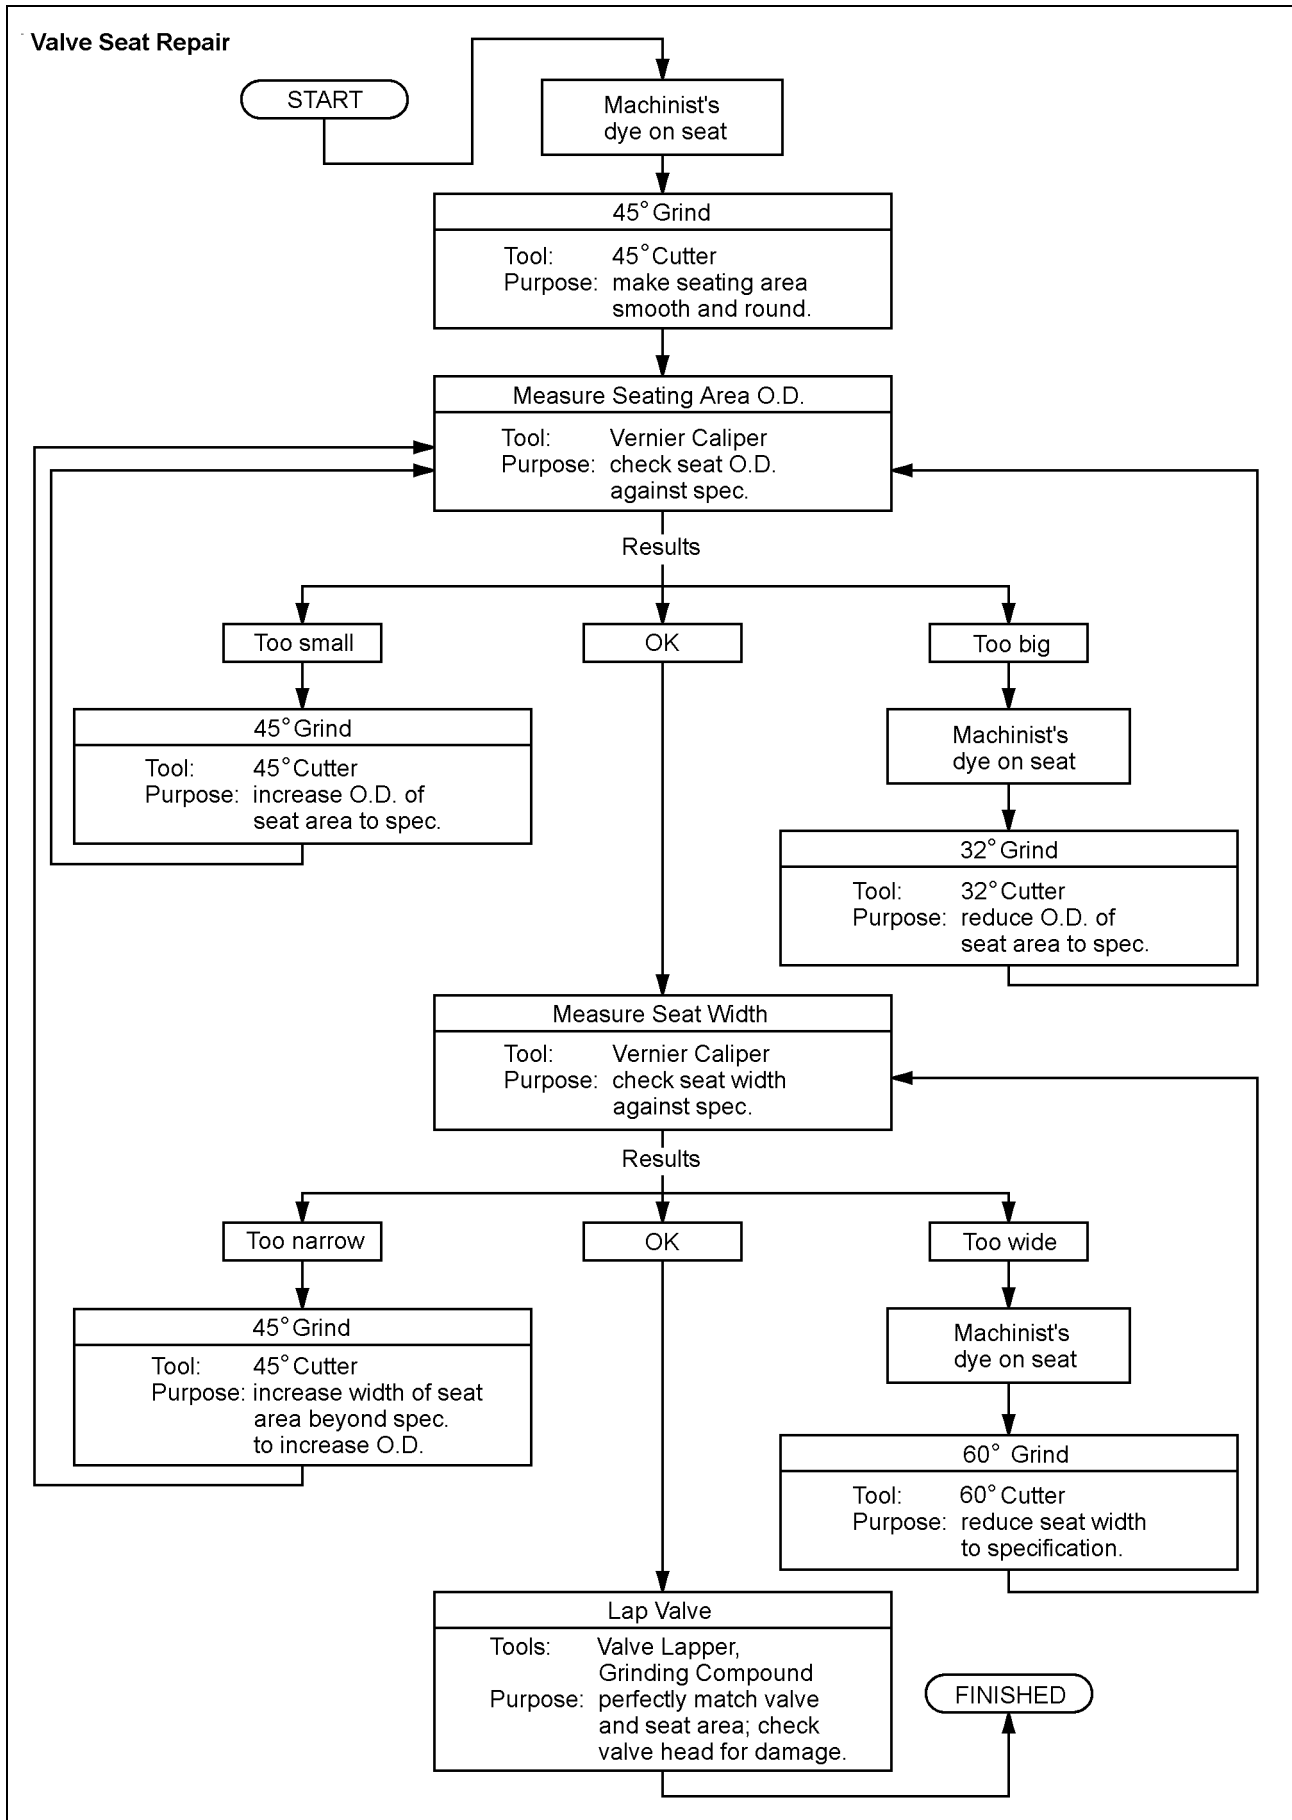 Valve Seat Repair
START
Machinist's
dye on seat
45° Grind
Tool: 45° Cutter
Purpose: make seating area
smooth and round.
Measure Seating Area O.D.
Tool: Vernier Caliper
Purpose: check seat O.D.
against spec.
Results
Too small
OK
Too big
45° Grind
Tool: 45° Cutter
Purpose: increase O.D. of
seat area to spec.
Machinist's
dye on seat
32° Grind
Tool: 32° Cutter
Purpose: reduce O.D. of
seat area to spec.
Measure Seat Width
Tool: Vernier Caliper
Purpose: check seat width
against spec.
Results
Too narrow
OK
Too wide
45° Grind
Tool: 45° Cutter
Purpose: increase width of seat
area beyond spec.
to increase O.D.
Machinist's
dye on seat
60° Grind
Tool: 60° Cutter
Purpose: reduce seat width
to specification.
Lap Valve
Tools: Valve Lapper,
Grinding Compound
Purpose: perfectly match valve
and seat area; check
valve head for damage.
FINISHED